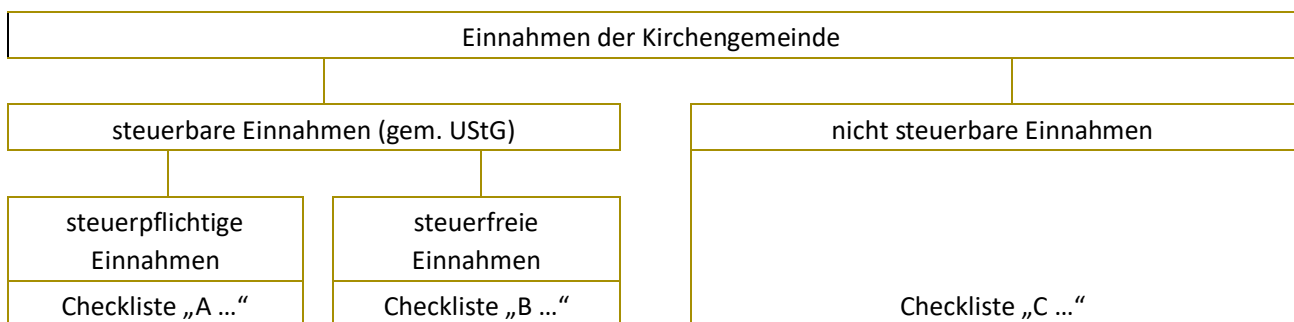 Einnahmen der Kirchengemeinde
steuerbare Einnahmen (gem. UStG)
nicht steuerbare Einnahmen
steuerpflichtige
Einnahmen
steuerfreie
Einnahmen
Checkliste „A …“
Checkliste „B …“
Checkliste „C …“